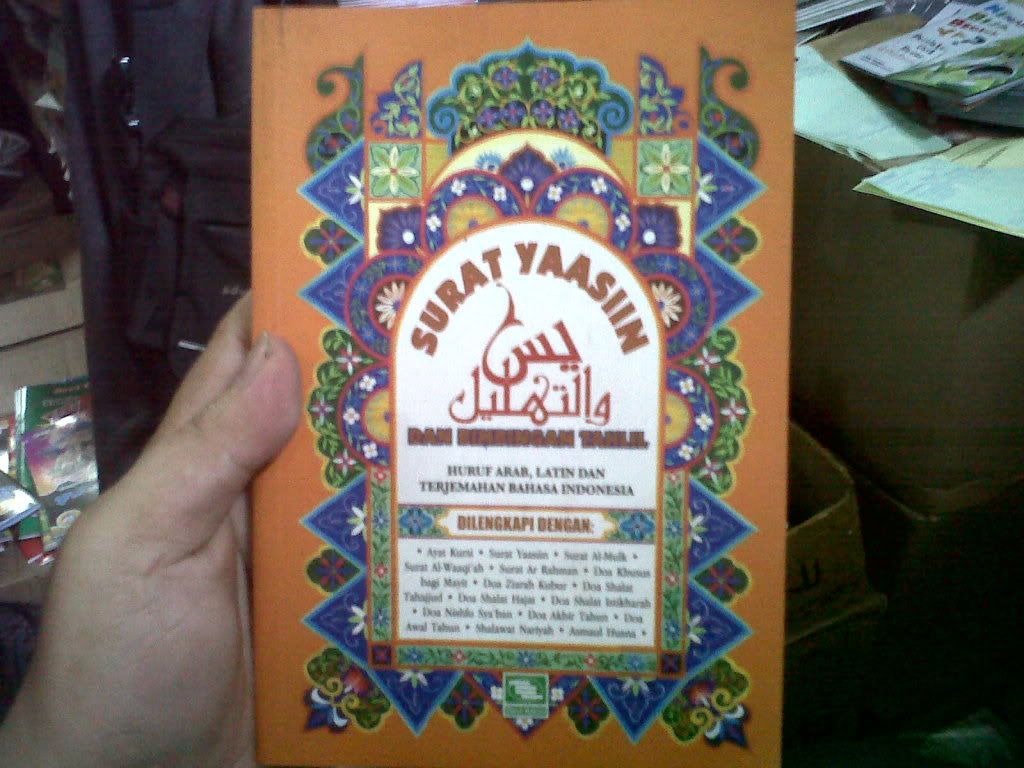 SURAT YAASIIN
يس
والتهليل
DAN BIMBINGAN TAHLIL
HURUF ARAB, LATIN DAN
TERJEMAHAN BAHASA INDONESIA
DILENGKAPI DENGAN:
• Ayat Kursi • Surat Yaasiin • Surat Al-Mulk •
Surat Al-Waaqi'ah • Surat Ar Rahman • Doa Khusus
bagi Mayit • Doa Ziarah Kubur • Doa Shalat
Tahajjud • Doa Shalat Hajat • Doa Shalat Istikharah
• Doa Nishfu Sya'ban • Doa Akhir Tahun • Doa
Awal Tahun • Shalawat Nariyah • Asmaul Husna •